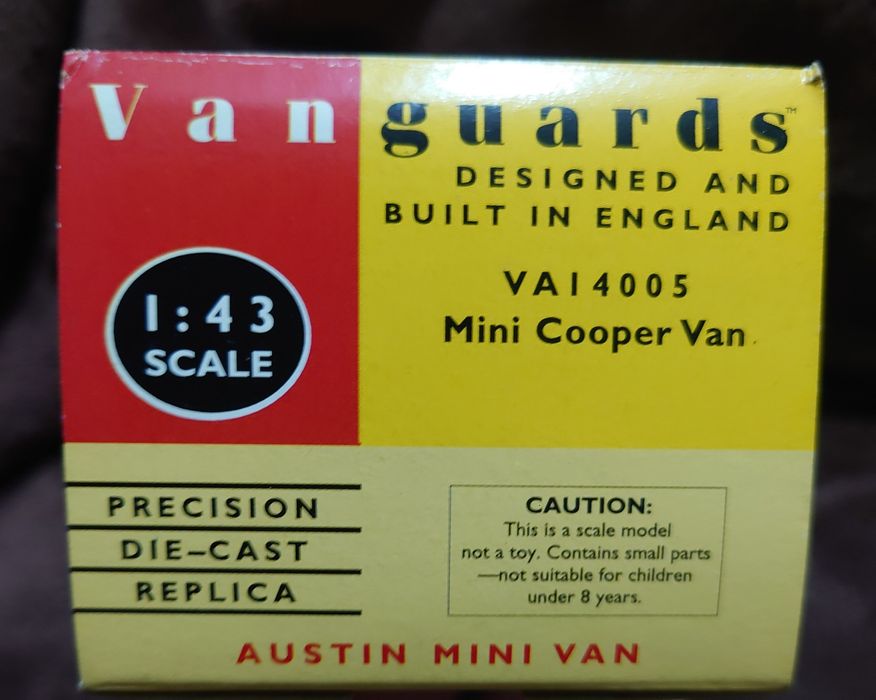 Vanguards™
DESIGNED AND
BUILT IN ENGLAND
VA14005
Mini Cooper Van
1:43
SCALE
PRECISION
DIE–CAST
REPLICA
CAUTION:
This is a scale model
not a toy. Contains small parts
—not suitable for children
under 8 years.
AUSTIN MINI VAN